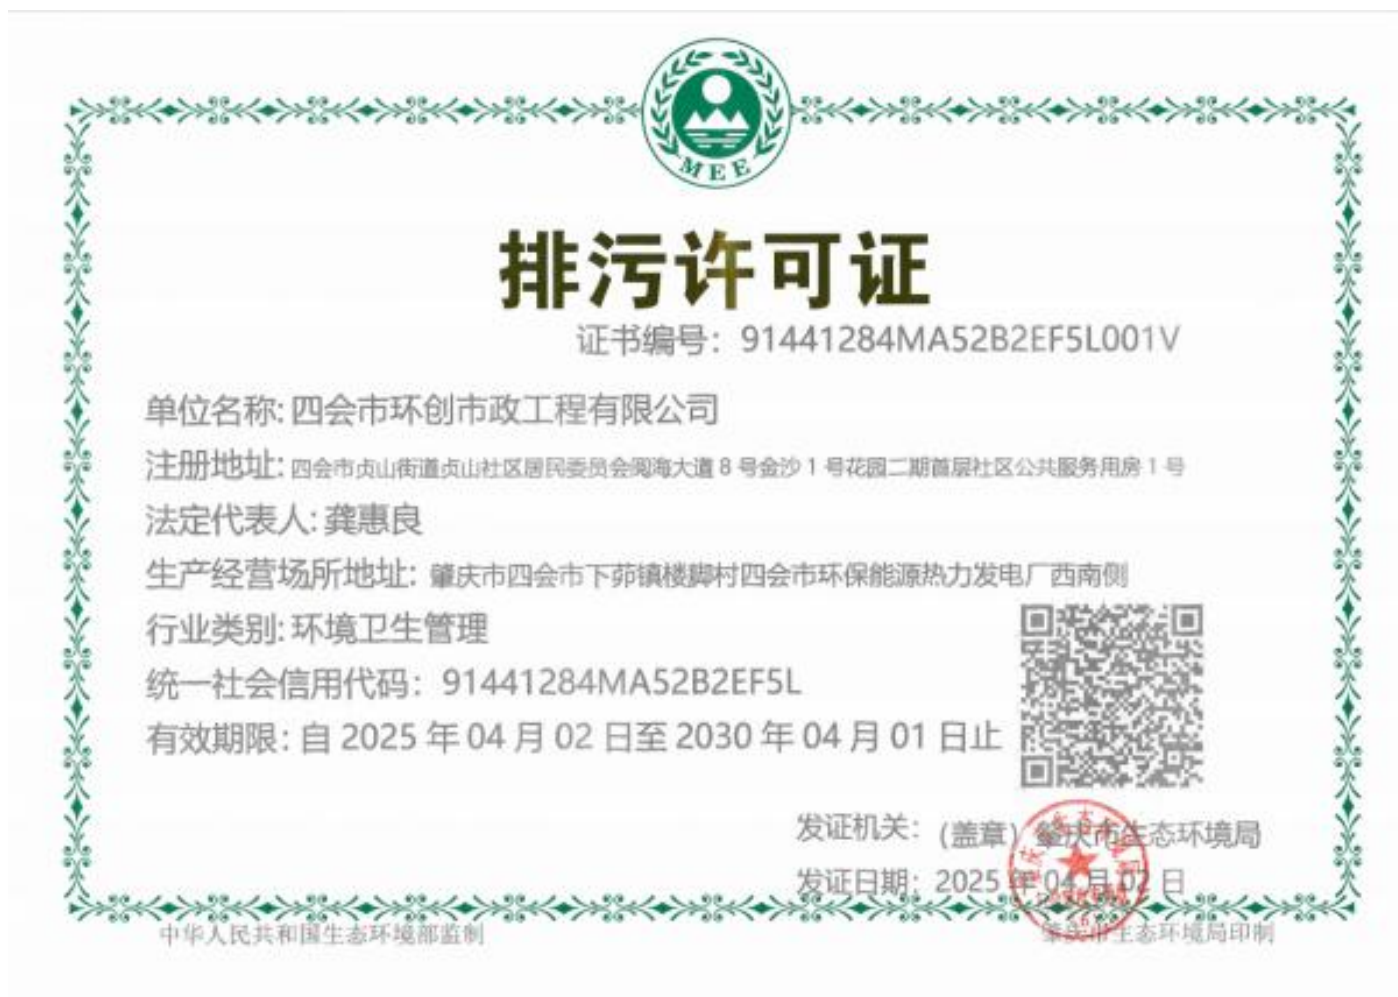 MEE
排污许可证
证书编号：91441284MA52B2EF5L001V
单位名称:四会市环创市政工程有限公司
注册地址:四会市贞山街道贞山社区居民委员会阅海大道8号金沙1号花园二期首层社区公共服务用房1号
法定代表人:龚惠良
生产经营场所地址:肇庆市四会市下茆镇楼脚村四会市环保能源热力发电厂西南侧
行业类别:环境卫生管理
统一社会信用代码：91441284MA52B2EF5L
有效期限:自2025年04月02日至2030年04月01日止
发证机关：(盖章)肇庆市生态环境局
发证日期：2025年04月02日
中华人民共和国生态环境部监制
肇庆市生态环境局印制